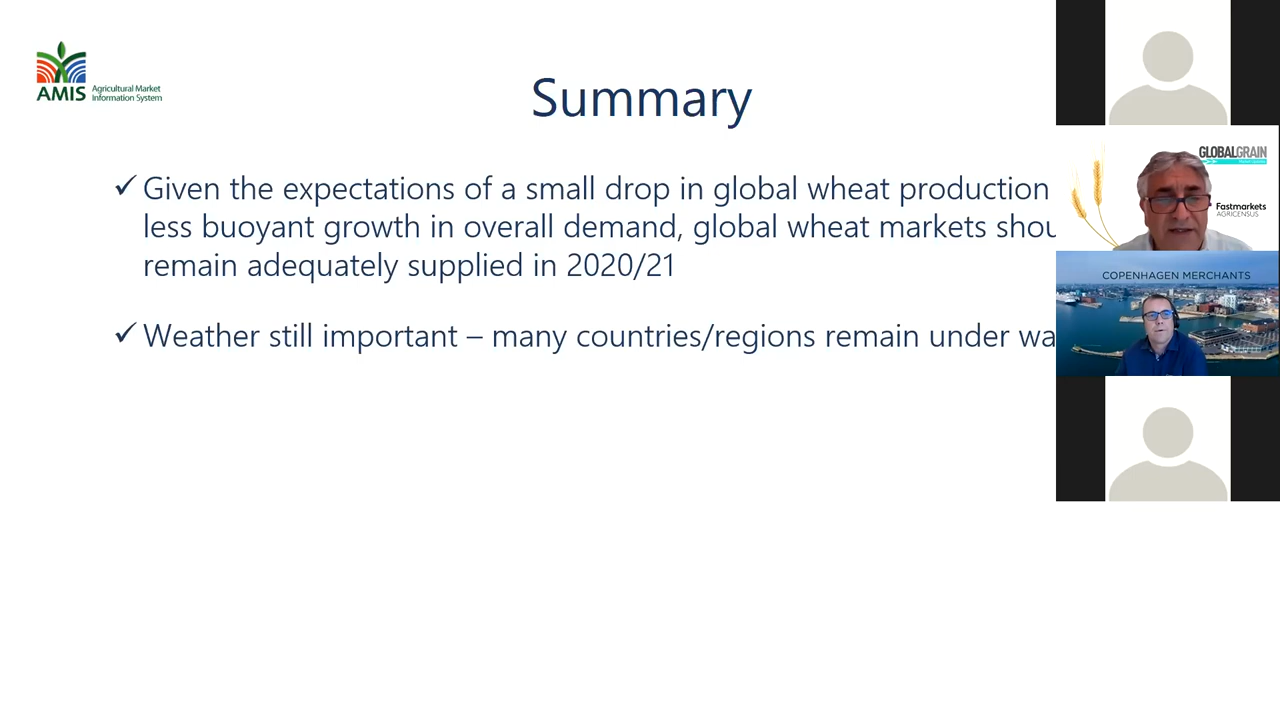 AMIS
Agricultural Market
Information System
Summary
✓ Given the expectations of a small drop in global wheat production
less buoyant growth in overall demand, global wheat markets shou
remain adequately supplied in 2020/21
✓ Weather still important – many countries/regions remain under wa
GLOBALGRAIN
Fastmarkets
AGRICENSUS
COPENHAGEN MERCHANTS